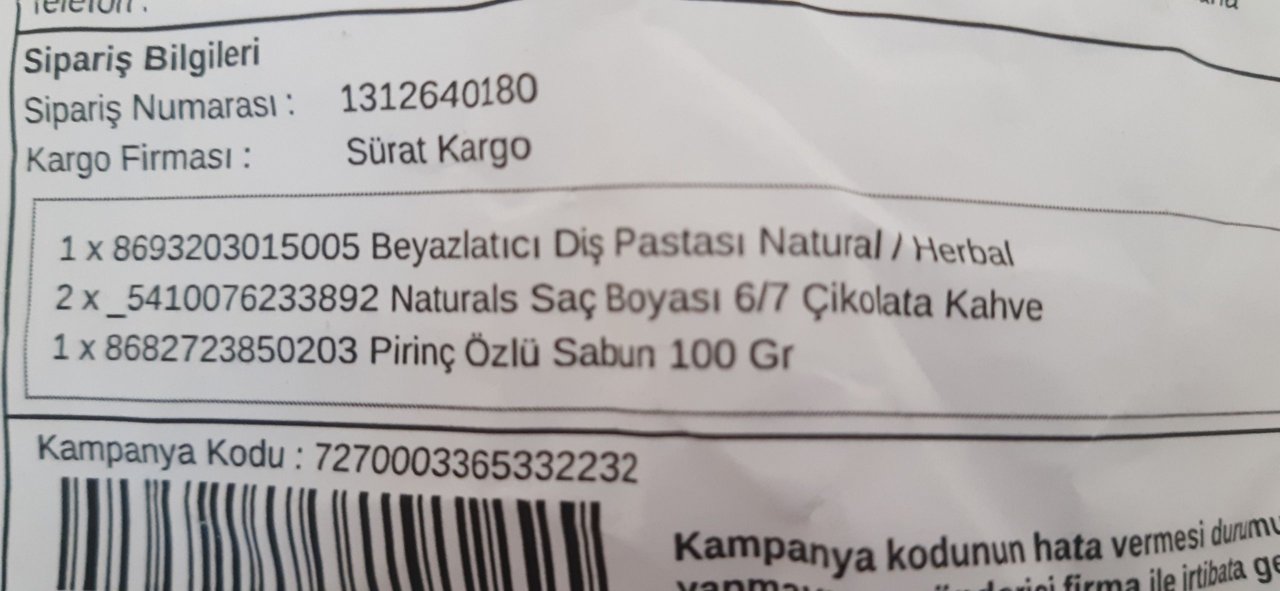 Telefon :
Sipariş Bilgileri
Sipariş Numarası : 1312640180
Kargo Firması : Sürat Kargo
1 x 8693203015005 Beyazlatıcı Diş Pastası Natural / Herbal
2 x _5410076233892 Naturals Saç Boyası 6/7 Çikolata Kahve
1 x 8682723850203 Pirinç Özlü Sabun 100 Gr
Kampanya Kodu : 7270003365332232
Kampanya kodunun hata vermesi
firma ile irtibata